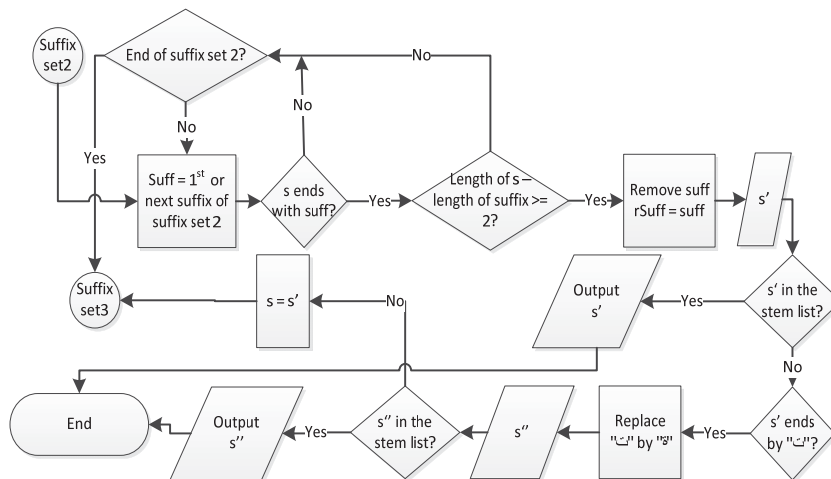 Suffix
set2
End of suffix set 2?
No
No
No
Yes
Suff = 1st or
next suffix of
suffix set 2
s ends
with suff?
Yes
Length of s –
length of suffix >=
2?
Yes
Remove suff
rSuff = suff
s’
Suffix
set3
s = s’
No
Output
s’
Yes
s’ in the
stem list?
No
End
Output
s’’
Yes
s’’ in the
stem list?
s’’
Replace
"ـت" by "ـة"
Yes
s’ ends
by "ـت"?